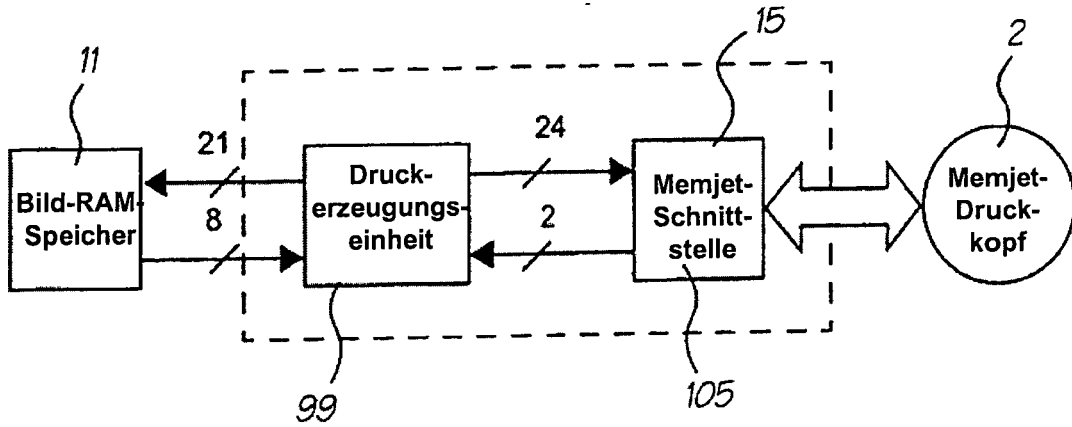 11
15
2
21
24
Bild-RAM-
Speicher
8
Druck-
erzeugungs-
einheit
2
Memjet-
Schnitt-
stelle
Memjet-
Druck-
kopf
99
105